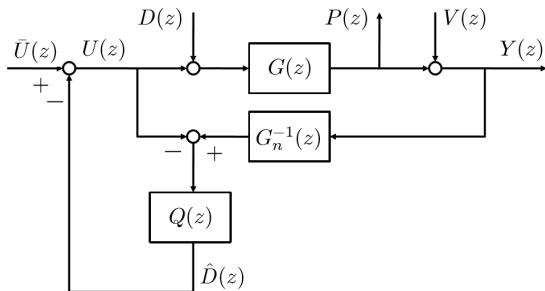 D(z) P(z) V(z)
Ū(z) U(z) G(z) Y(z)
+ −
G_n^{-1}(z)
− +
Q(z)
D̂(z)